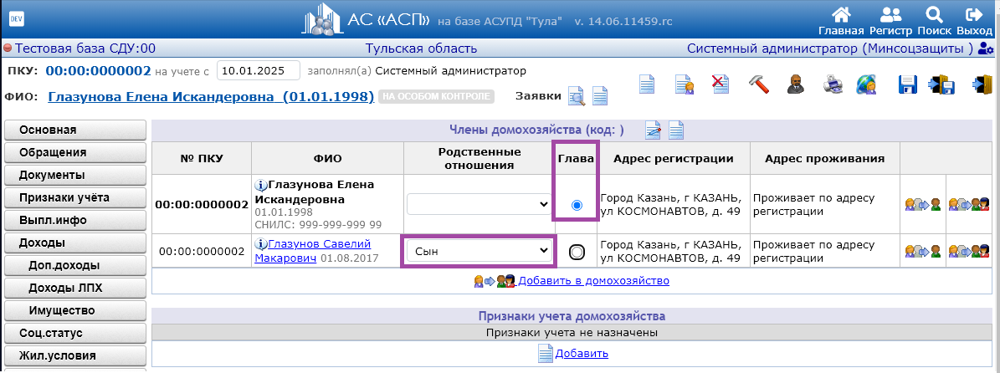 DEV
АС «АСП» на базе АСУПД "Тула" v. 14.06.11459.rc
Главная Регистр Поиск Выход
Тестовая база СДУ:00 Тульская область Системный администратор (Минсоцзащиты )
ПКУ: 00:00:0000002 на учете с 10.01.2025 заполнял(а) Системный администратор
ФИО: Глазунова Елена Искандеровна (01.01.1998) НА ОСОБОМ КОНТРОЛЕ Заявки
Основная
Обращения
Документы
Признаки учёта
Выпл.инфо
Доходы
Доп.доходы
Доходы ЛПХ
Имущество
Соц.статус
Жил.условия
Члены домохозяйства (код: )
№ ПКУ ФИО Родственные отношения Глава Адрес регистрации Адрес проживания
00:00:0000002
Глазунова Елена
Искандеровна
01.01.1998
СНИЛС: 999-999-999 99
Город Казань, г КАЗАНЬ,
ул КОСМОНАВТОВ, д. 49
Проживает по адресу
регистрации
00:00:0000002
Глазунов Савелий
Макарович 01.08.2017
Сын
Город Казань, г КАЗАНЬ,
ул КОСМОНАВТОВ, д. 49
Проживает по адресу
регистрации
Добавить в домохозяйство
Признаки учета домохозяйства
Признаки учета не назначены
Добавить